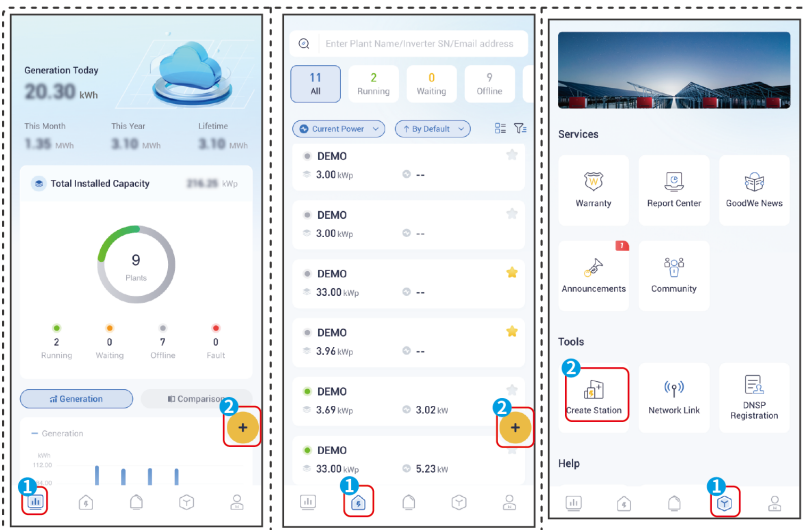 Generation Today
20.30 kWh
This Month
This Year
Lifetime
1.35 MWh
3.10 MWh
3.10 MWh
Total Installed Capacity
216.25 kWp
9
Plants
2
0
7
0
Running
Waiting
Offline
Fault
Generation
Comparison
2
+
Generation
kWh
112.00
1
Enter Plant Name/Inverter SN/Email address
11
2
0
9
All
Running
Waiting
Offline
Current Power
↑ By Default
DEMO
3.00 kWp
--
DEMO
3.00 kWp
--
DEMO
33.00 kWp
--
DEMO
3.96 kWp
--
DEMO
3.69 kWp
3.02 kW
2
+
DEMO
33.00 kWp
5.23 kW
1
Services
W
Warranty
Report Center
GoodWe News
1
Announcements
Community
Tools
2
Create Station
Network Link
DNSP
Registration
Help
1